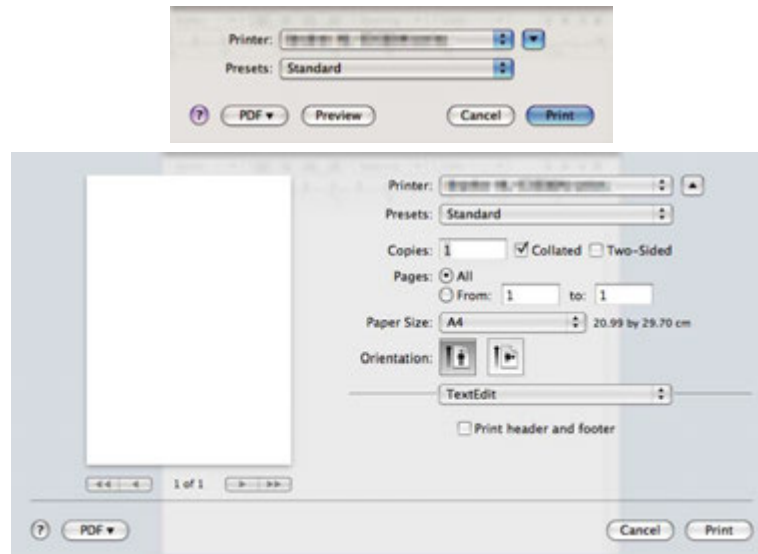 Printer:
Presets: Standard
? PDF ▾ Preview Cancel Print
Printer:
Presets: Standard
Copies: 1 Collated Two-Sided
Pages: All
From: 1 to: 1
Paper Size: A4 20.99 by 29.70 cm
Orientation:
TextEdit
Print header and footer
1 of 1
? PDF ▾ Cancel Print